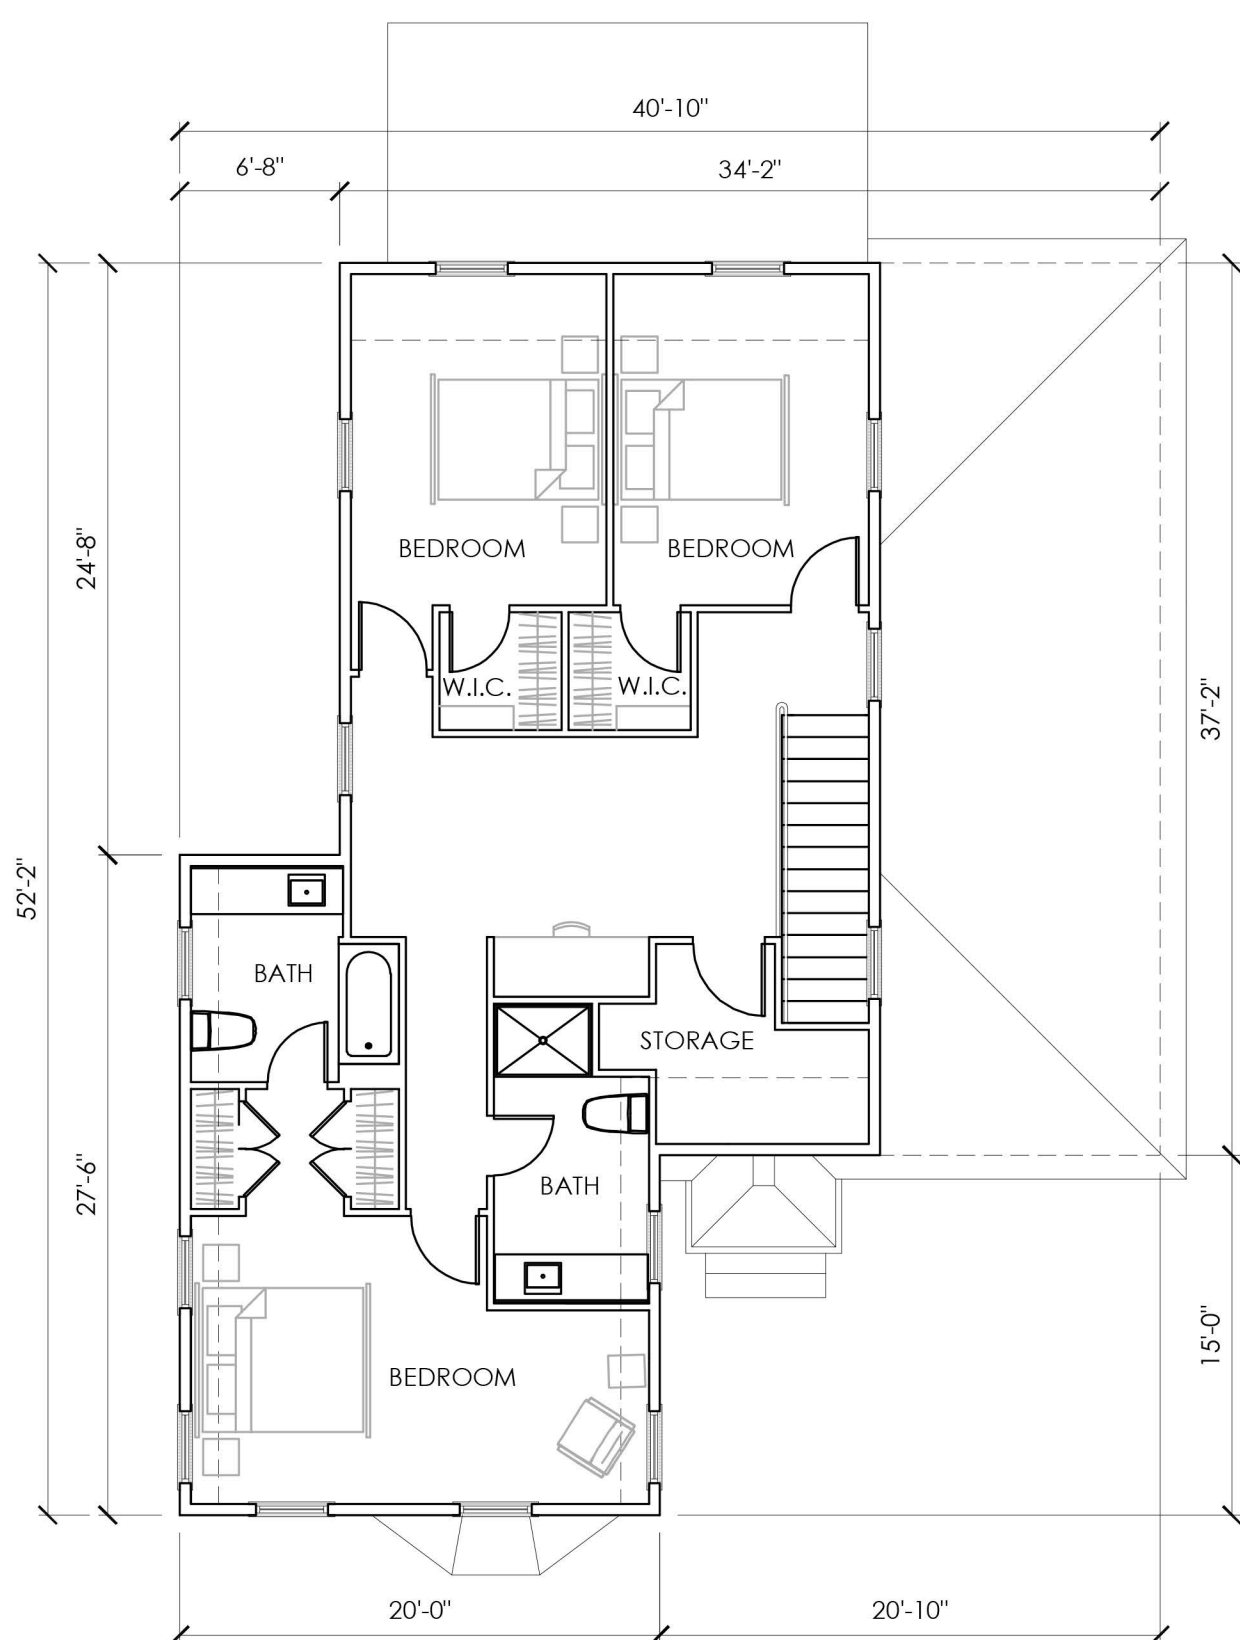 40'-10"
6'-8"
34'-2"
24'-8"
BEDROOM
BEDROOM
W.I.C.
W.I.C.
37'-2"
52'-2"
BATH
STORAGE
27'-6"
BATH
15'-0"
BEDROOM
20'-0"
20'-10"